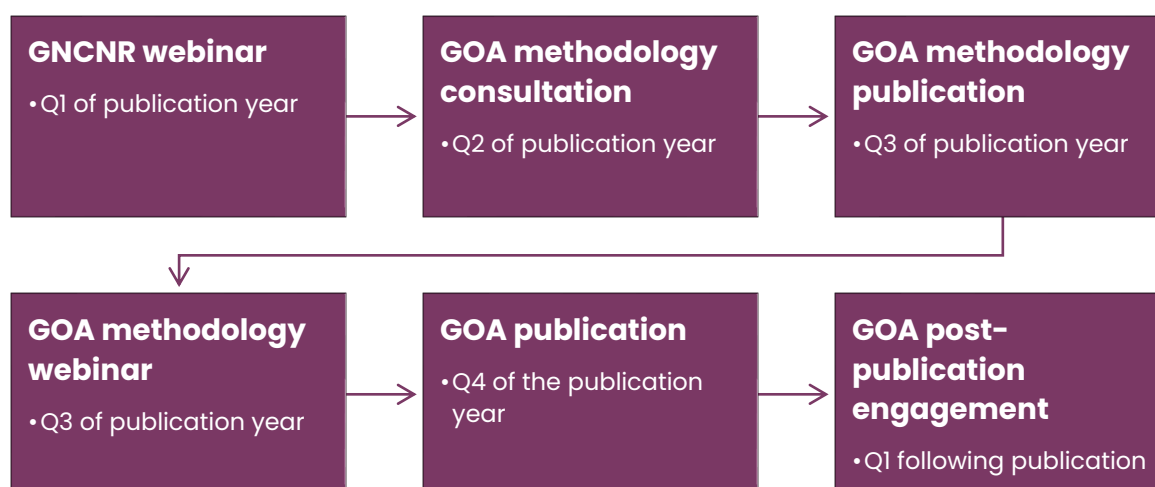 GNCNR webinar
•Q1 of publication year
GOA methodology
consultation
•Q2 of publication year
GOA methodology
publication
•Q3 of publication year
GOA methodology
webinar
•Q3 of publication year
GOA publication
•Q4 of the publication
year
GOA post-
publication
engagement
•Q1 following publication